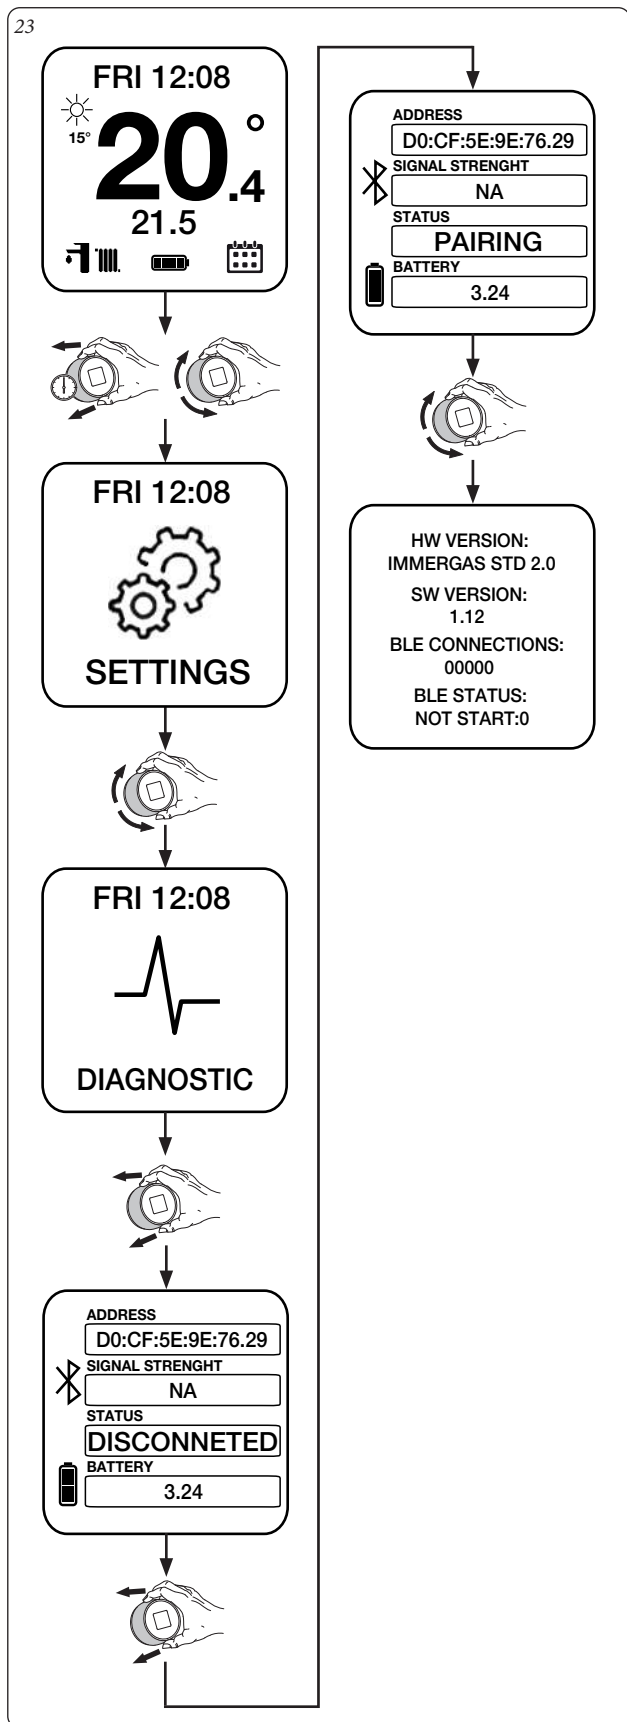 23
FRI 12:08
15°
20.4°
21.5
FRI 12:08
SETTINGS
FRI 12:08
DIAGNOSTIC
ADDRESS
D0:CF:5E:9E:76.29
SIGNAL STRENGHT
NA
STATUS
DISCONNETED
BATTERY
3.24
ADDRESS
D0:CF:5E:9E:76.29
SIGNAL STRENGHT
NA
STATUS
PAIRING
BATTERY
3.24
HW VERSION:
IMMERGAS STD 2.0
SW VERSION:
1.12
BLE CONNECTIONS:
00000
BLE STATUS:
NOT START:0